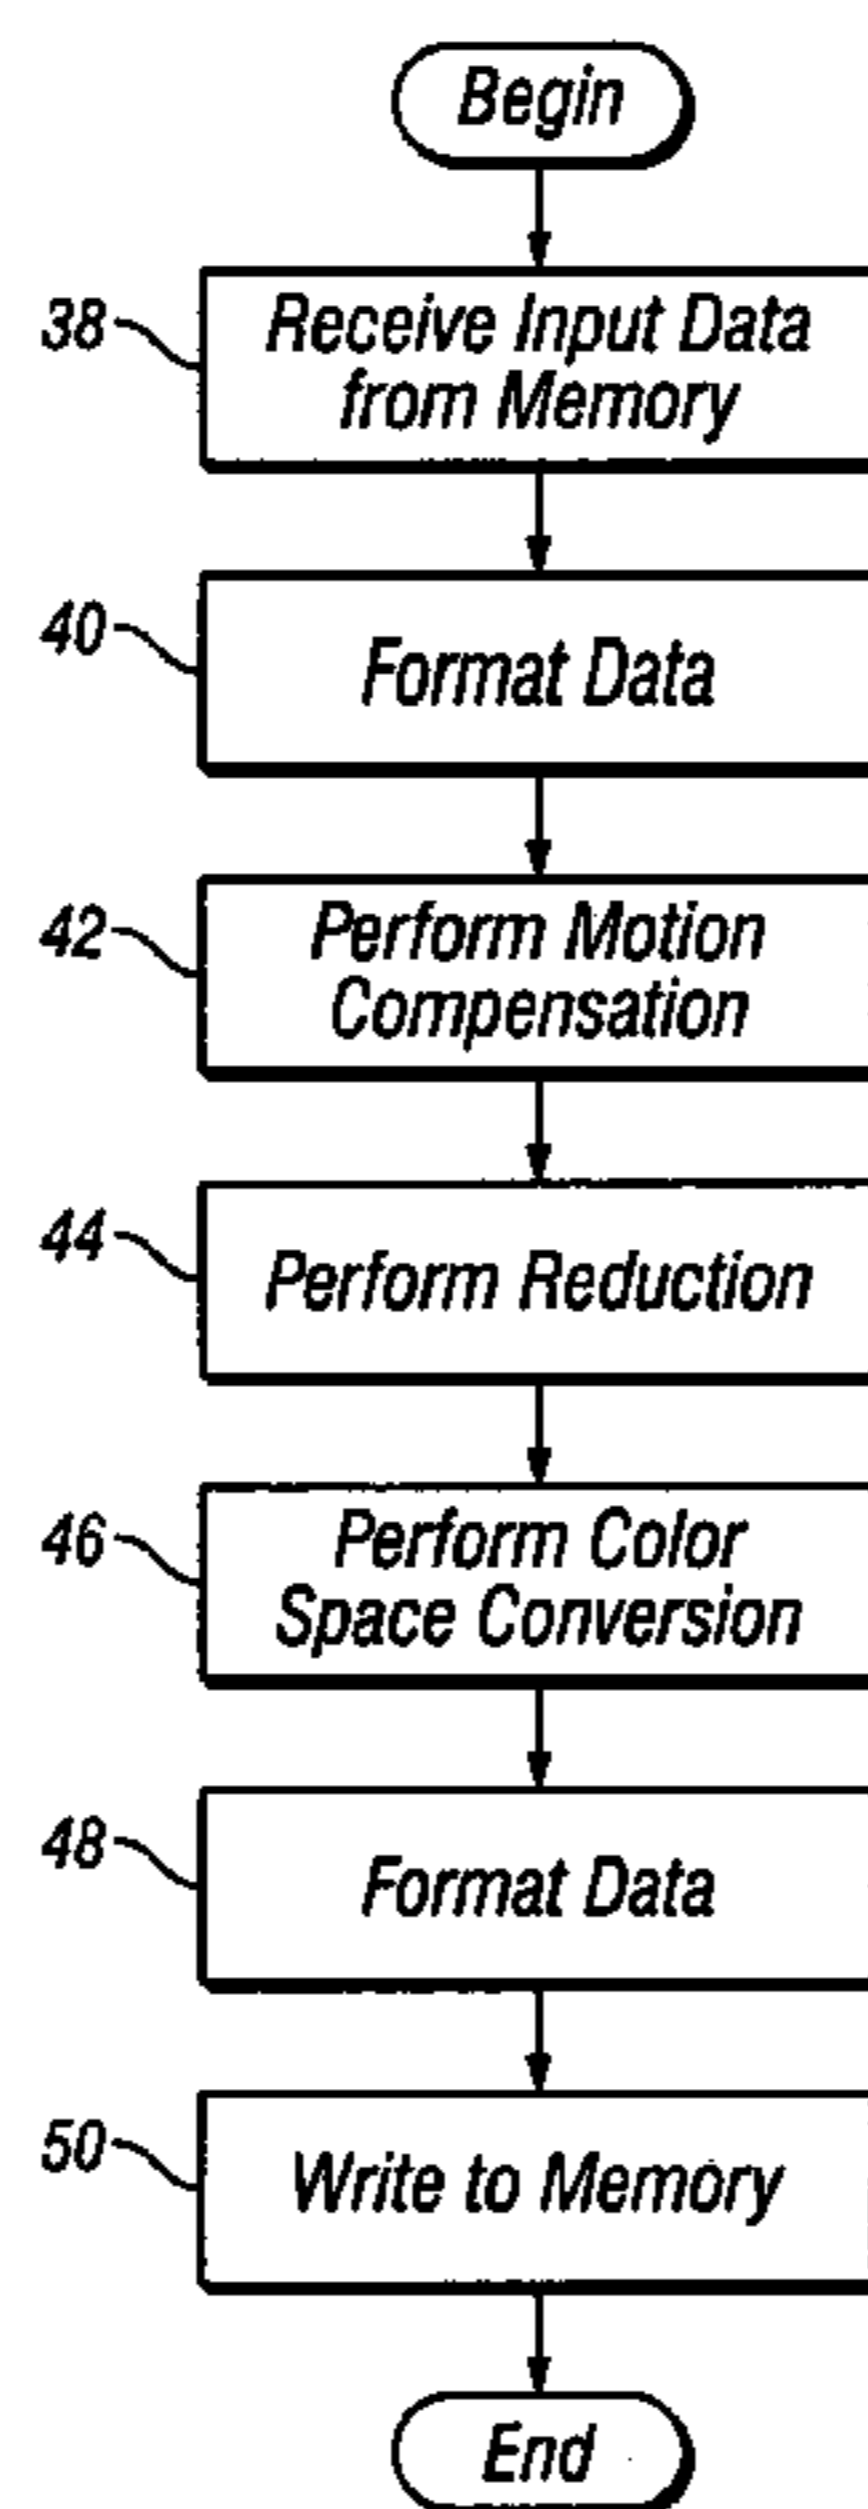 Begin
38
Receive Input Data
from Memory
40
Format Data
42
Perform Motion
Compensation
44
Perform Reduction
46
Perform Color
Space Conversion
48
Format Data
50
Write to Memory
End